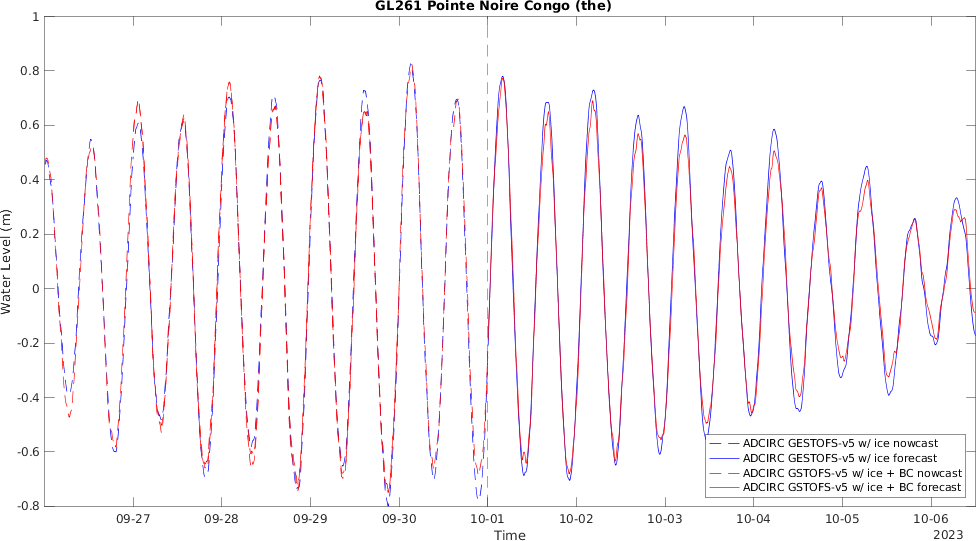 GL261 Pointe Noire Congo (the)
1
0.8
0.6
0.4
0.2
0
-0.2
-0.4
-0.6
-0.8
Water Level (m)
ADCIRC GESTOFS-v5 w/ ice nowcast
ADCIRC GESTOFS-v5 w/ ice forecast
ADCIRC GSTOFS-v5 w/ ice + BC nowcast
ADCIRC GSTOFS-v5 w/ ice + BC forecast
09-27 09-28 09-29 09-30 10-01 10-02 10-03 10-04 10-05 10-06
Time
2023